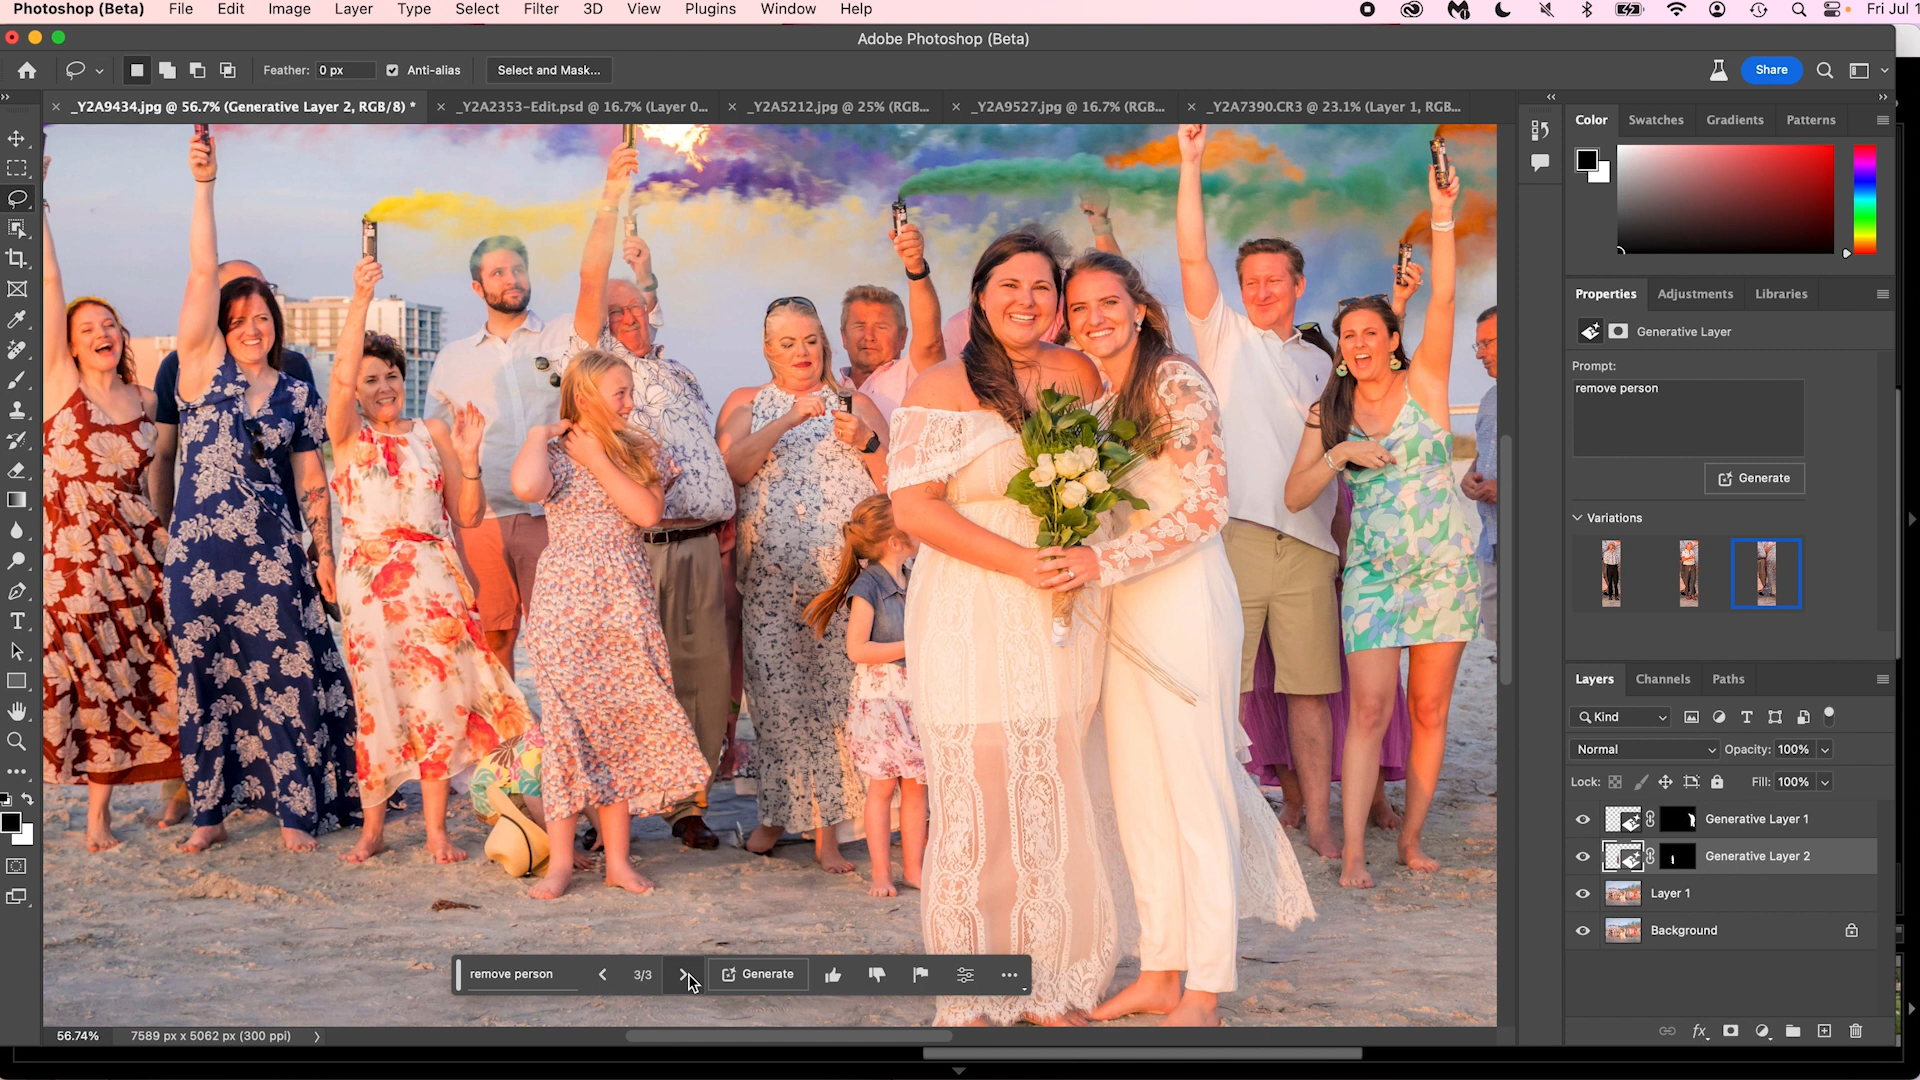 Photoshop (Beta) File Edit Image Layer Type Select Filter 3D View Plugins Window Help Fri Jul 1
Adobe Photoshop (Beta)
Feather: 0 px Anti-alias Select and Mask... Share
_Y2A9434.jpg @ 56.7% (Generative Layer 2, RGB/8) * _Y2A2353-Edit.psd @ 16.7% (Layer 0... _Y2A5212.jpg @ 25% (RGB... _Y2A9527.jpg @ 16.7% (RGB... _Y2A7390.CR3 @ 23.1% (Layer 1, RGB...
Color Swatches Gradients Patterns
Properties Adjustments Libraries
Generative Layer
Prompt:
remove person
Generate
Variations
Layers Channels Paths
Kind
Normal Opacity: 100%
Lock: Fill: 100%
Generative Layer 1
Generative Layer 2
Layer 1
Background
remove person 3/3 Generate
56.74% 7589 px x 5062 px (300 ppi)